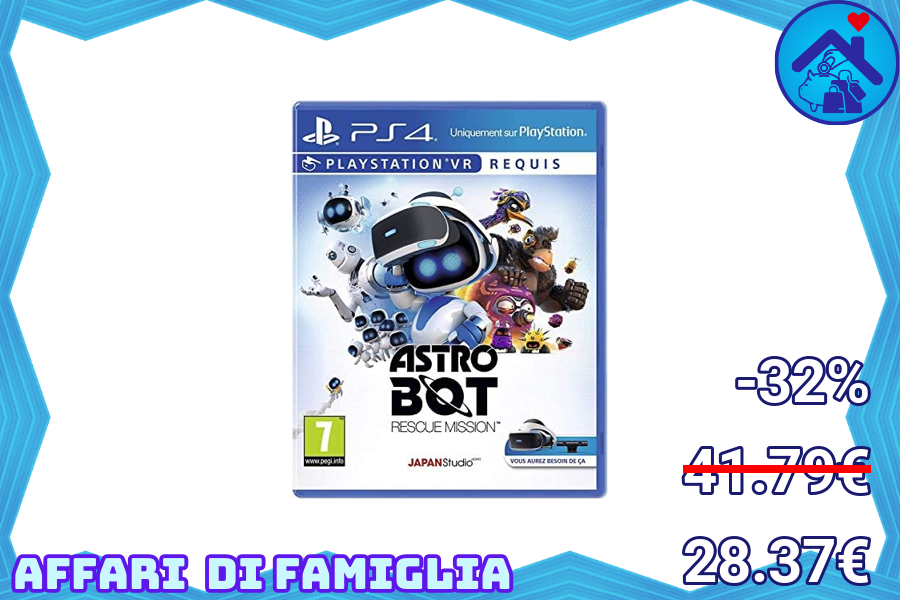 PS4 Uniquement sur PlayStation®
PLAYSTATION®VR REQUIS
ASTRO
BOT
RESCUE MISSION™
7
www.pegi.info
JAPANStudio
VOUS AUREZ BESOIN DE ÇA
-32%
41.79€
28.37€
AFFARI DI FAMIGLIA